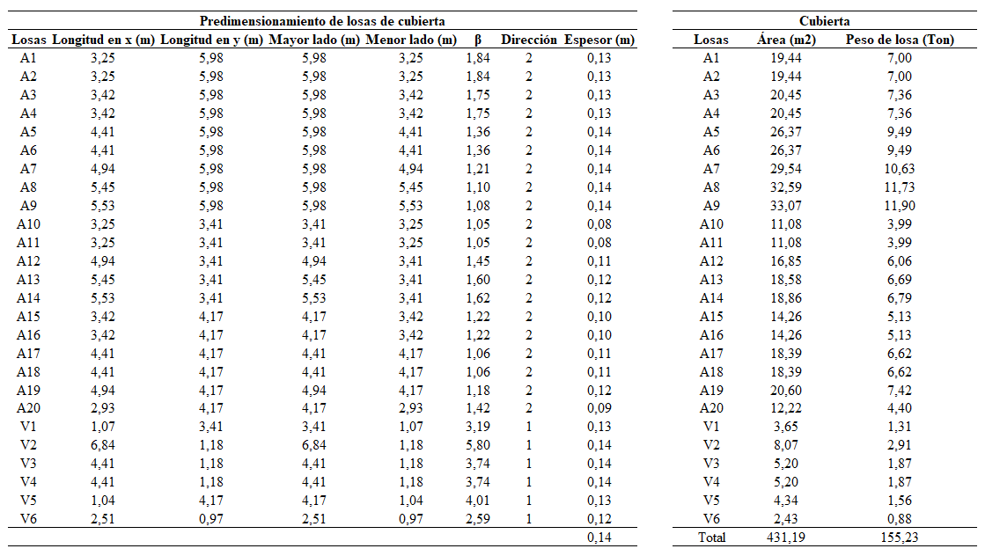 Predimensionamiento de losas de cubierta
Losas Longitud en x (m) Longitud en y (m) Mayor lado (m) Menor lado (m) β Dirección Espesor (m)
A1 3,25 5,98 5,98 3,25 1,84 2 0,13
A2 3,25 5,98 5,98 3,25 1,84 2 0,13
A3 3,42 5,98 5,98 3,42 1,75 2 0,13
A4 3,42 5,98 5,98 3,42 1,75 2 0,13
A5 4,41 5,98 5,98 4,41 1,36 2 0,14
A6 4,41 5,98 5,98 4,41 1,36 2 0,14
A7 4,94 5,98 5,98 4,94 1,21 2 0,14
A8 5,45 5,98 5,98 5,45 1,10 2 0,14
A9 5,53 5,98 5,98 5,53 1,08 2 0,14
A10 3,25 3,41 3,41 3,25 1,05 2 0,08
A11 3,25 3,41 3,41 3,25 1,05 2 0,08
A12 4,94 3,41 4,94 3,41 1,45 2 0,11
A13 5,45 3,41 5,45 3,41 1,60 2 0,12
A14 5,53 3,41 5,53 3,41 1,62 2 0,12
A15 3,42 4,17 4,17 3,42 1,22 2 0,10
A16 3,42 4,17 4,17 3,42 1,22 2 0,10
A17 4,41 4,17 4,41 4,17 1,06 2 0,11
A18 4,41 4,17 4,41 4,17 1,06 2 0,11
A19 4,94 4,17 4,94 4,17 1,18 2 0,12
A20 2,93 4,17 4,17 2,93 1,42 2 0,09
V1 1,07 3,41 3,41 1,07 3,19 1 0,13
V2 6,84 1,18 6,84 1,18 5,80 1 0,14
V3 4,41 1,18 4,41 1,18 3,74 1 0,14
V4 4,41 1,18 4,41 1,18 3,74 1 0,14
V5 1,04 4,17 4,17 1,04 4,01 1 0,13
V6 2,51 0,97 2,51 0,97 2,59 1 0,12
0,14
Cubierta
Losas Área (m2) Peso de losa (Ton)
A1 19,44 7,00
A2 19,44 7,00
A3 20,45 7,36
A4 20,45 7,36
A5 26,37 9,49
A6 26,37 9,49
A7 29,54 10,63
A8 32,59 11,73
A9 33,07 11,90
A10 11,08 3,99
A11 11,08 3,99
A12 16,85 6,06
A13 18,58 6,69
A14 18,86 6,79
A15 14,26 5,13
A16 14,26 5,13
A17 18,39 6,62
A18 18,39 6,62
A19 20,60 7,42
A20 12,22 4,40
V1 3,65 1,31
V2 8,07 2,91
V3 5,20 1,87
V4 5,20 1,87
V5 4,34 1,56
V6 2,43 0,88
Total 431,19 155,23